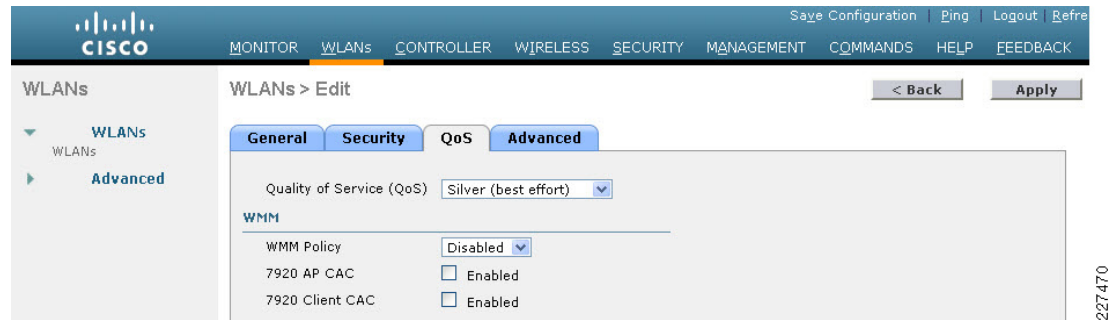 Save Configuration | Ping | Logout | Refre
CISCO
MONITOR WLANs CONTROLLER WIRELESS SECURITY MANAGEMENT COMMANDS HELP FEEDBACK
WLANs
WLANs > Edit
< Back
Apply
WLANs
WLANs
Advanced
General Security QoS Advanced
Quality of Service (QoS) Silver (best effort)
WMM
WMM Policy Disabled
7920 AP CAC Enabled
7920 Client CAC Enabled
227470